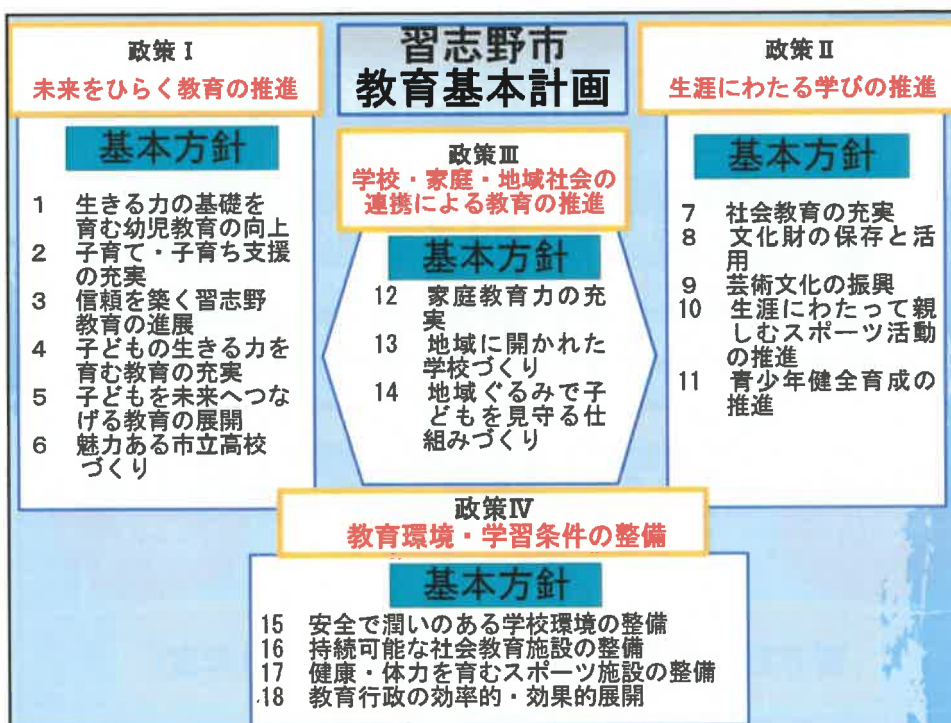 習志野市
教育基本計画
政策Ⅰ
未来をひらく教育の推進
基本方針
1 生きる力の基礎を
育む幼児教育の向上
2 子育て・子育ち支援
の充実
3 信頼を築く習志野
教育の進展
4 子どもの生きる力を
育む教育の充実
5 子どもを未来へつな
げる教育の展開
6 魅力ある市立高校
づくり
政策Ⅱ
生涯にわたる学びの推進
基本方針
7 社会教育の充実
8 文化財の保存と活
用
9 芸術文化の振興
10 生涯にわたって親
しむスポーツ活動
の推進
11 青少年健全育成の
推進
政策Ⅲ
学校・家庭・地域社会の
連携による教育の推進
基本方針
12 家庭教育力の充
実
13 地域に開かれた
学校づくり
14 地域ぐるみで子
どもを見守る仕
組みづくり
政策Ⅳ
教育環境・学習条件の整備
基本方針
15 安全で潤いのある学校環境の整備
16 持続可能な社会教育施設の整備
17 健康・体力を育むスポーツ施設の整備
18 教育行政の効率的・効果的展開